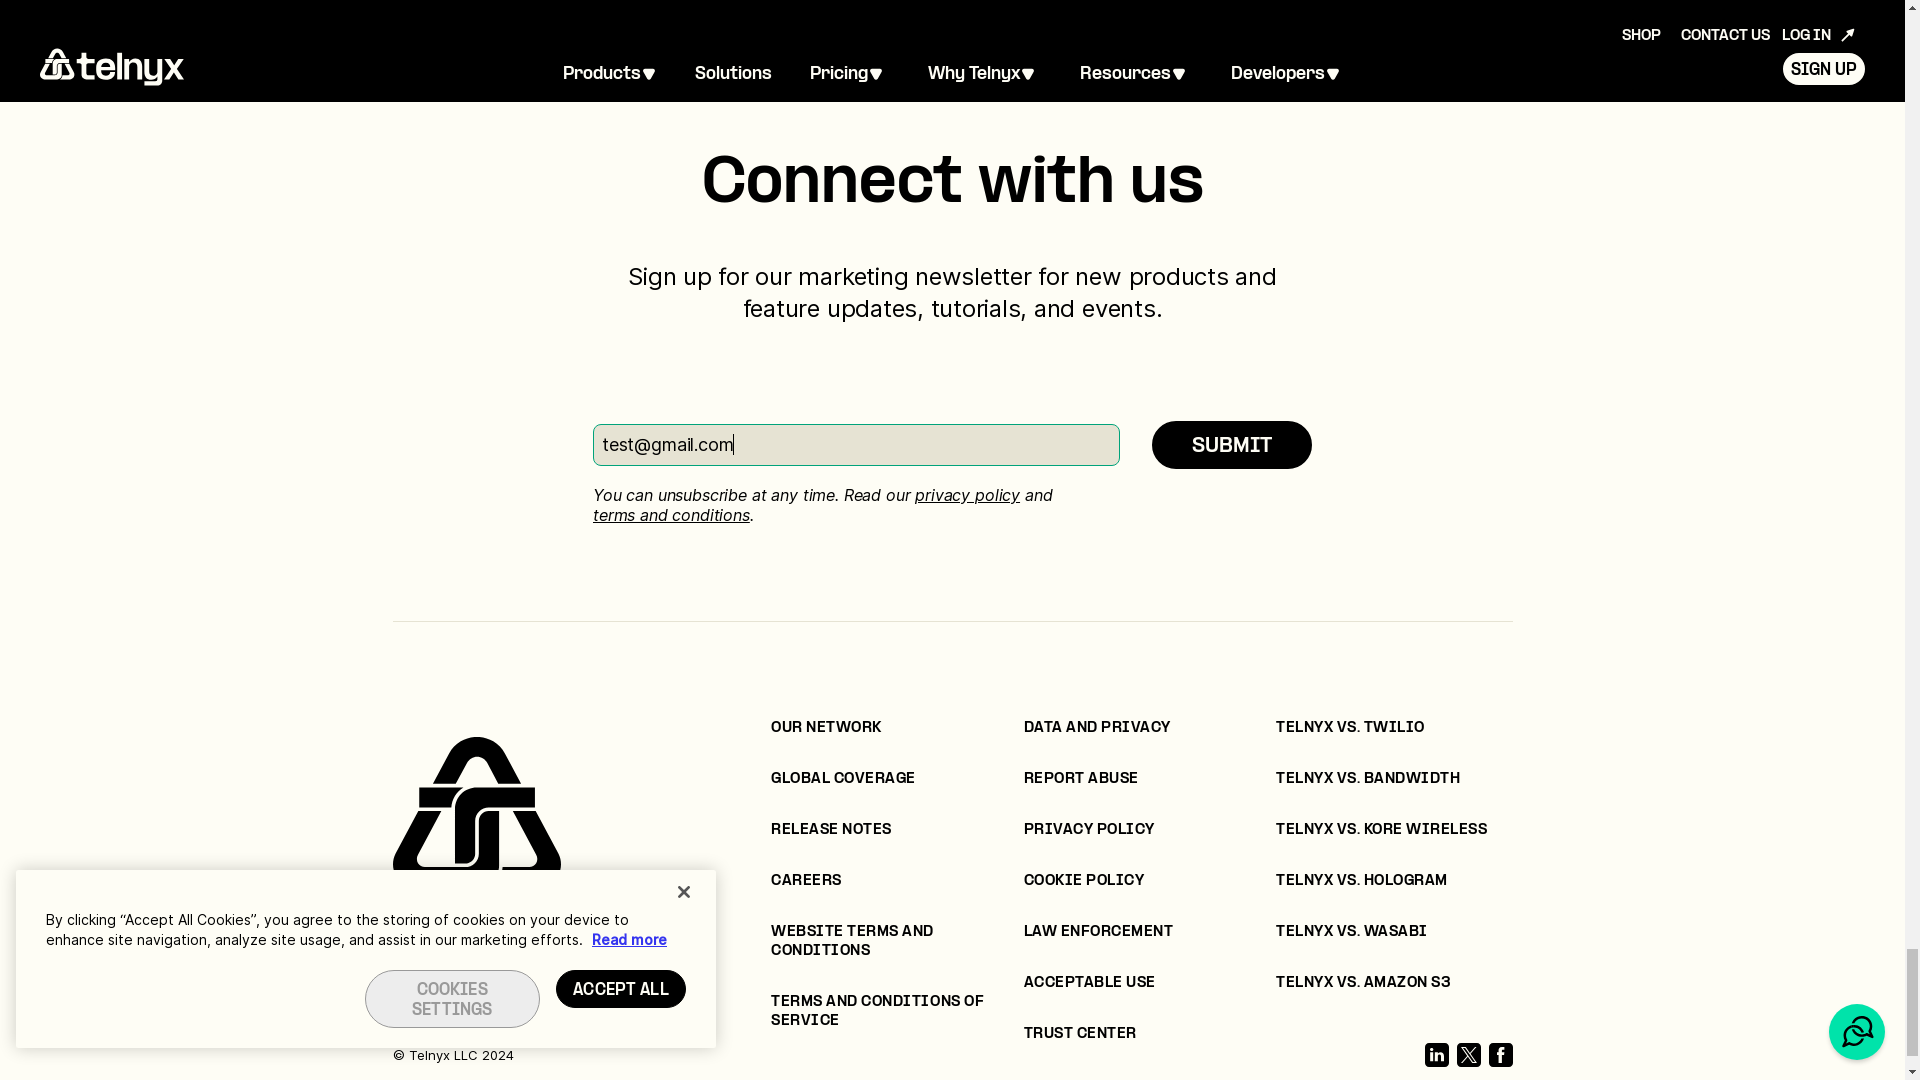 SHOP CONTACT US LOG IN
telnyx
Products Solutions Pricing Why Telnyx Resources Developers
SIGN UP
Connect with us
Sign up for our marketing newsletter for new products and
feature updates, tutorials, and events.
test@gmail.com
SUBMIT
You can unsubscribe at any time. Read our privacy policy and
terms and conditions.
OUR NETWORK
GLOBAL COVERAGE
RELEASE NOTES
CAREERS
WEBSITE TERMS AND
CONDITIONS
TERMS AND CONDITIONS OF
SERVICE
DATA AND PRIVACY
REPORT ABUSE
PRIVACY POLICY
COOKIE POLICY
LAW ENFORCEMENT
ACCEPTABLE USE
TRUST CENTER
TELNYX VS. TWILIO
TELNYX VS. BANDWIDTH
TELNYX VS. KORE WIRELESS
TELNYX VS. HOLOGRAM
TELNYX VS. WASABI
TELNYX VS. AMAZON S3
By clicking “Accept All Cookies”, you agree to the storing of cookies on your device to
enhance site navigation, analyze site usage, and assist in our marketing efforts. Read more
COOKIES
SETTINGS
ACCEPT ALL
© Telnyx LLC 2024